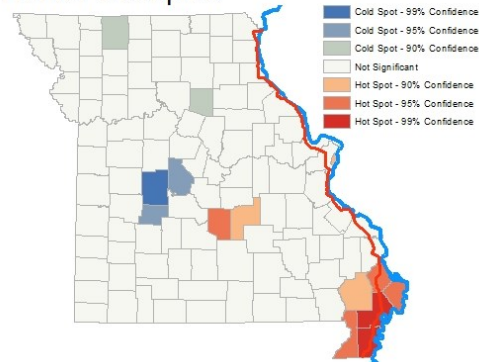 Cold Spot - 99% Confidence
Cold Spot - 95% Confidence
Cold Spot - 90% Confidence
Not Significant
Hot Spot - 90% Confidence
Hot Spot - 95% Confidence
Hot Spot - 99% Confidence